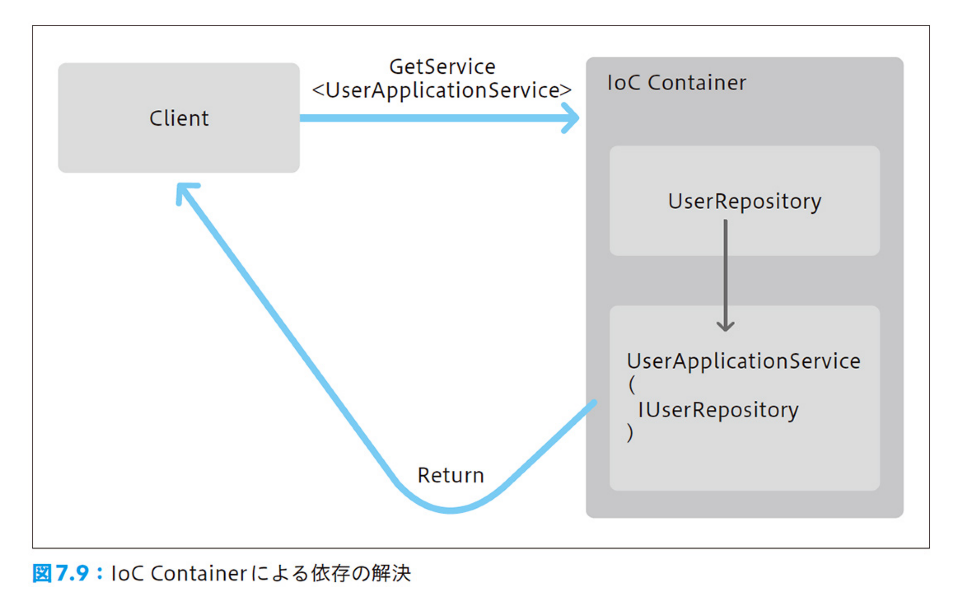 GetService
<UserApplicationService>
Client
IoC Container
UserRepository
UserApplicationService
(
IUserRepository
)
Return
図7.9：IoC Containerによる依存の解決